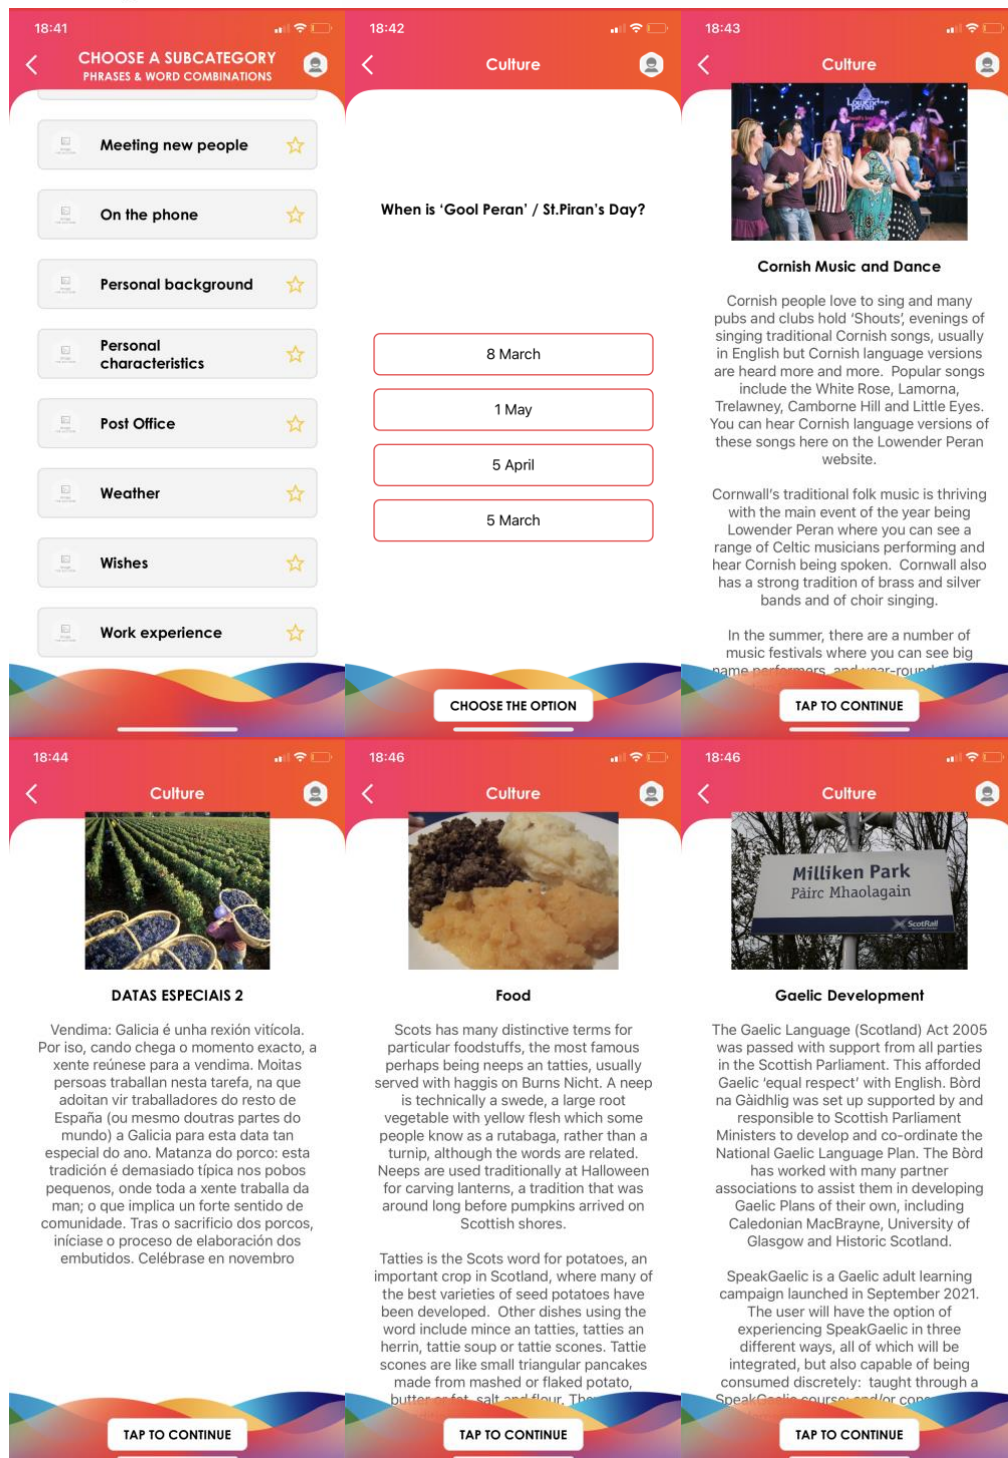 18:41
CHOOSE A SUBCATEGORY
PHRASES & WORD COMBINATIONS
Meeting new people
On the phone
Personal background
Personal
characteristics
Post Office
Weather
Wishes
Work experience
18:42
Culture
When is ‘Gool Peran’ / St.Piran’s Day?
8 March
1 May
5 April
5 March
CHOOSE THE OPTION
18:43
Culture
Lowender
Peran
Cornish Music and Dance
Cornish people love to sing and many
pubs and clubs hold ‘Shouts’, evenings of
singing traditional Cornish songs, usually
in English but Cornish language versions
are heard more and more. Popular songs
include the White Rose, Lamorna,
Trelawney, Camborne Hill and Little Eyes.
You can hear Cornish language versions of
these songs here on the Lowender Peran
website.
Cornwall’s traditional folk music is thriving
with the main event of the year being
Lowender Peran where you can see a
range of Celtic musicians performing and
hear Cornish being spoken. Cornwall also
has a strong tradition of brass and silver
bands and of choir singing.
In the summer, there are a number of
music festivals where you can see big
name performers, and year-round
TAP TO CONTINUE
18:44
Culture
DATAS ESPECIAIS 2
Vendima: Galicia é unha rexión vitícola.
Por iso, cando chega o momento exacto, a
xente reúnese para a vendima. Moitas
persoas traballan nesta tarefa, na que
adoitan vir traballadores do resto de
España (ou mesmo doutras partes do
mundo) a Galicia para esta data tan
especial do ano. Matanza do porco: esta
tradición é demasiado típica nos pobos
pequenos, onde toda a xente traballa da
man; o que implica un forte sentido de
comunidade. Tras o sacrificio dos porcos,
iníciase o proceso de elaboración dos
embutidos. Celébrase en novembro
TAP TO CONTINUE
18:46
Culture
Food
Scots has many distinctive terms for
particular foodstuffs, the most famous
perhaps being neeps an tatties, usually
served with haggis on Burns Nicht. A neep
is technically a swede, a large root
vegetable with yellow flesh which some
people know as a rutabaga, rather than a
turnip, although the words are related.
Neeps are used traditionally at Halloween
for carving lanterns, a tradition that was
around long before pumpkins arrived on
Scottish shores.
Tatties is the Scots word for potatoes, an
important crop in Scotland, where many of
the best varieties of seed potatoes have
been developed. Other dishes using the
word include mince an tatties, tatties an
herrin, tattie soup or tattie scones. Tattie
scones are like small triangular pancakes
made from mashed or flaked potato,
butter or fat, salt and flour.
TAP TO CONTINUE
18:46
Culture
Milliken Park
Pàirc Mhaolagain
ScotRail
Gaelic Development
The Gaelic Language (Scotland) Act 2005
was passed with support from all parties
in the Scottish Parliament. This afforded
Gaelic ‘equal respect’ with English. Bòrd
na Gàidhlig was set up supported by and
responsible to Scottish Parliament
Ministers to develop and co-ordinate the
National Gaelic Language Plan. The Bòrd
has worked with many partner
associations to assist them in developing
Gaelic Plans of their own, including
Caledonian MacBrayne, University of
Glasgow and Historic Scotland.
SpeakGaelic is a Gaelic adult learning
campaign launched in September 2021.
The user will have the option of
experiencing SpeakGaelic in three
different ways, all of which will be
integrated, but also capable of being
consumed discretely: taught through a
SpeakGaelic course; and/or
TAP TO CONTINUE